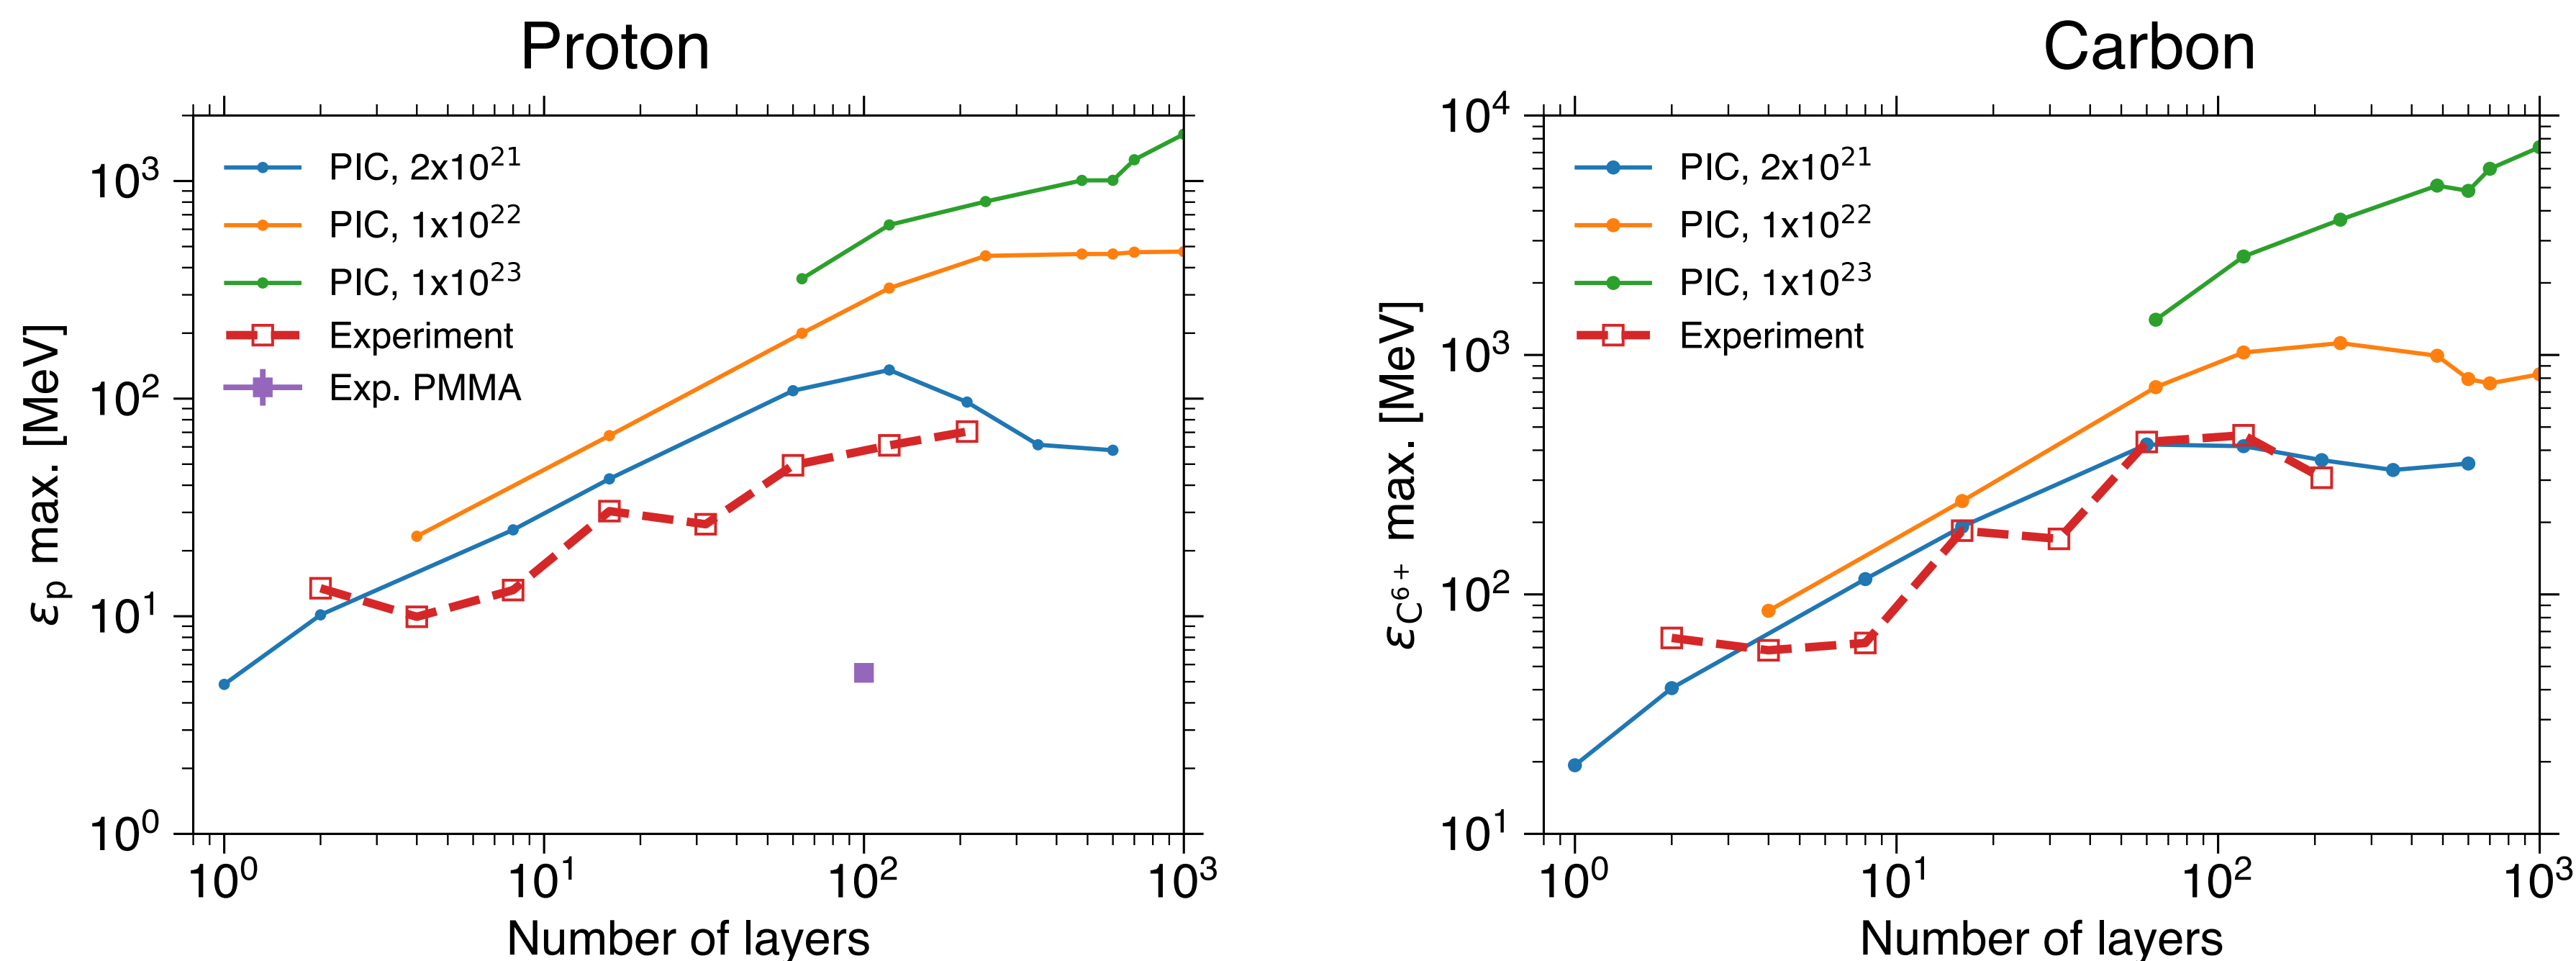 Proton
ε_p max. [MeV]
10^3
10^2
10^1
10^0
PIC, 2x10^21
PIC, 1x10^22
PIC, 1x10^23
Experiment
Exp. PMMA
10^0 10^1 10^2 10^3
Number of layers
Carbon
ε_C^6+ max. [MeV]
10^4
10^3
10^2
10^1
PIC, 2x10^21
PIC, 1x10^22
PIC, 1x10^23
Experiment
10^0 10^1 10^2 10^3
Number of layers